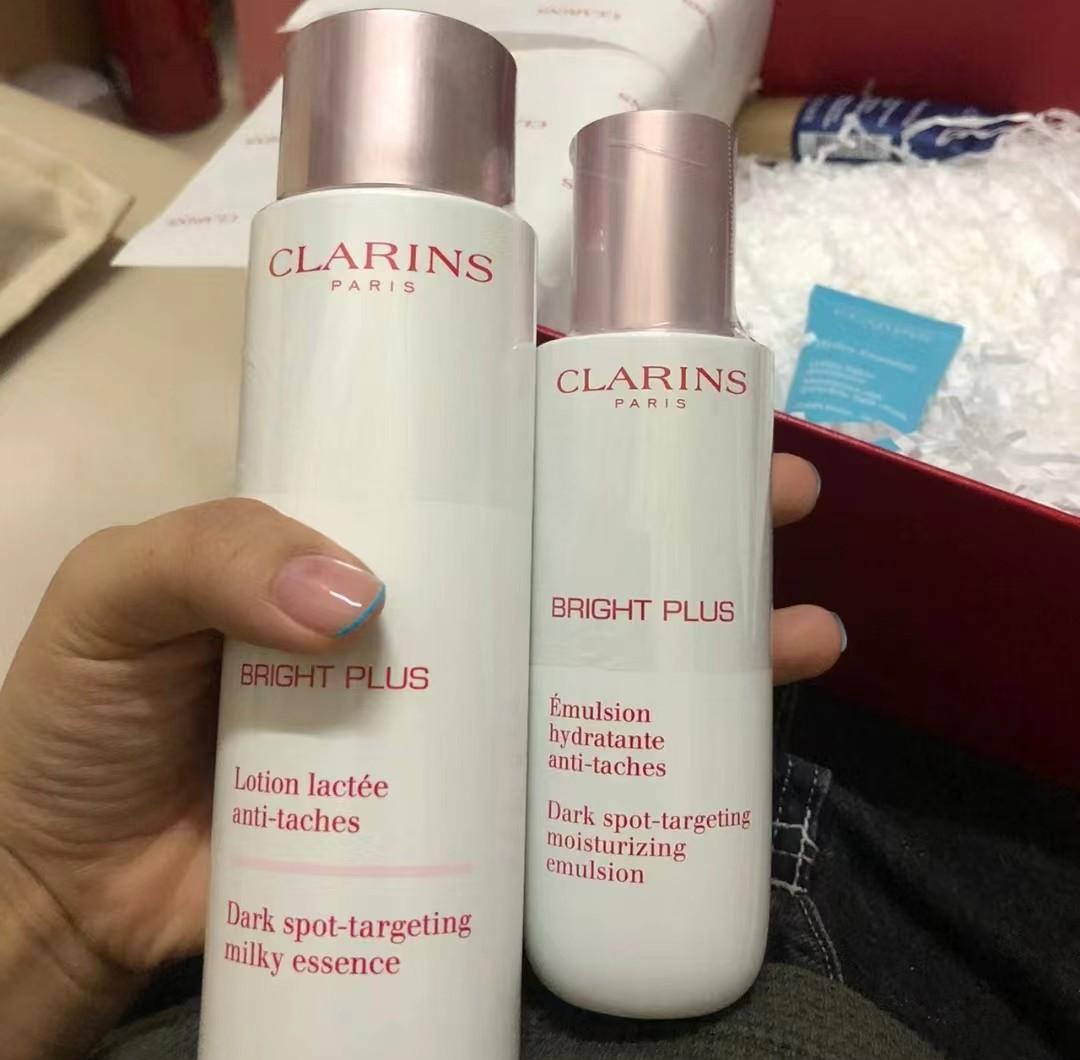 CLARINS
PARIS
BRIGHT PLUS
Lotion lactée
anti-taches
Dark spot-targeting
milky essence
CLARINS
PARIS
BRIGHT PLUS
Émulsion
hydratante
anti-taches
Dark spot-targeting
moisturizing
emulsion
CLARINS